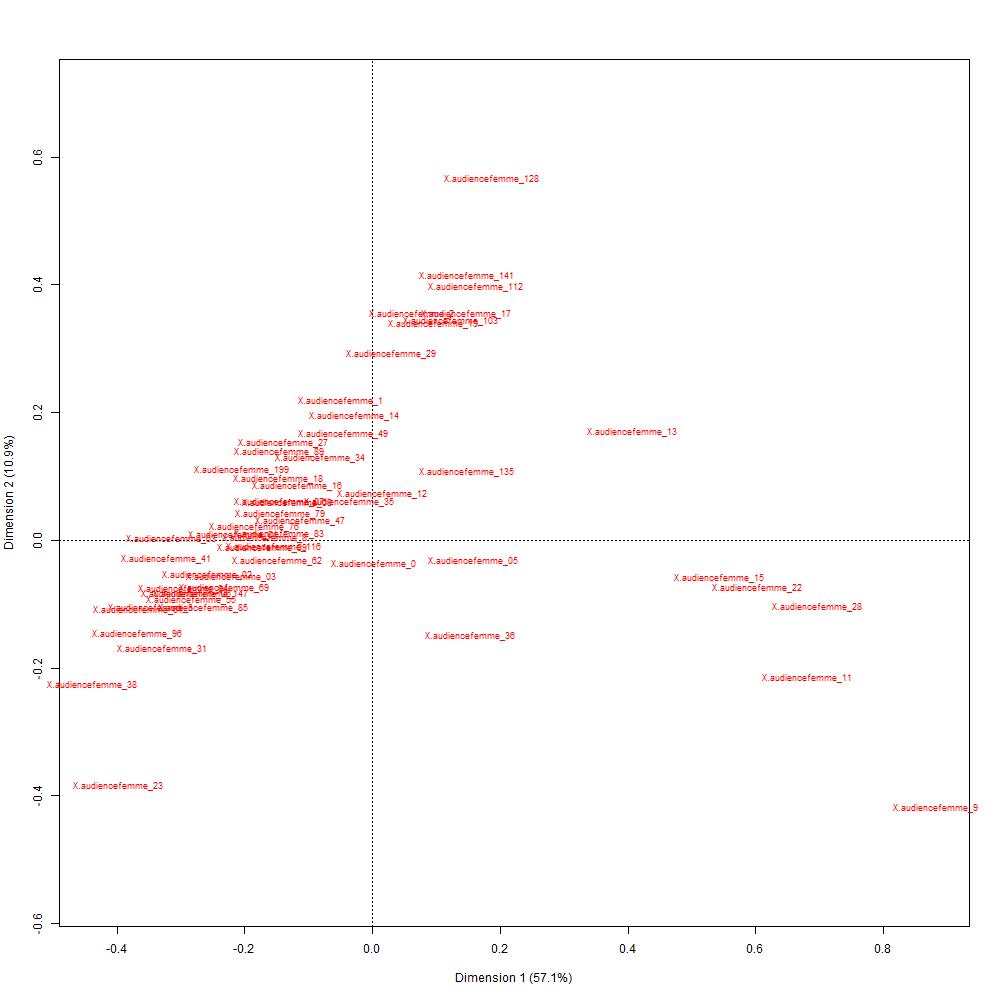 X.audiencefemme_128
X.audiencefemme_141
X.audiencefemme_112
X.audiencefemme_17
X.audiencefemme_103
X.audiencefemme_19
X.audiencefemme_29
X.audiencefemme_1
X.audiencefemme_14
X.audiencefemme_49
X.audiencefemme_13
X.audiencefemme_27
X.audiencefemme_89
X.audiencefemme_34
X.audiencefemme_199
X.audiencefemme_135
X.audiencefemme_18
X.audiencefemme_16
X.audiencefemme_12
X.audiencefemme_35
X.audiencefemme_79
X.audiencefemme_47
X.audiencefemme_76
X.audiencefemme_83
X.audiencefemme_116
X.audiencefemme_41
X.audiencefemme_62
X.audiencefemme_0
X.audiencefemme_05
X.audiencefemme_02
X.audiencefemme_03
X.audiencefemme_15
X.audiencefemme_69
X.audiencefemme_22
X.audiencefemme_85
X.audiencefemme_28
X.audiencefemme_96
X.audiencefemme_36
X.audiencefemme_31
X.audiencefemme_11
X.audiencefemme_38
X.audiencefemme_23
X.audiencefemme_9
0.6
0.4
0.2
0.0
-0.2
-0.4
-0.6
Dimension 2 (10.9%)
-0.4 -0.2 0.0 0.2 0.4 0.6 0.8
Dimension 1 (57.1%)